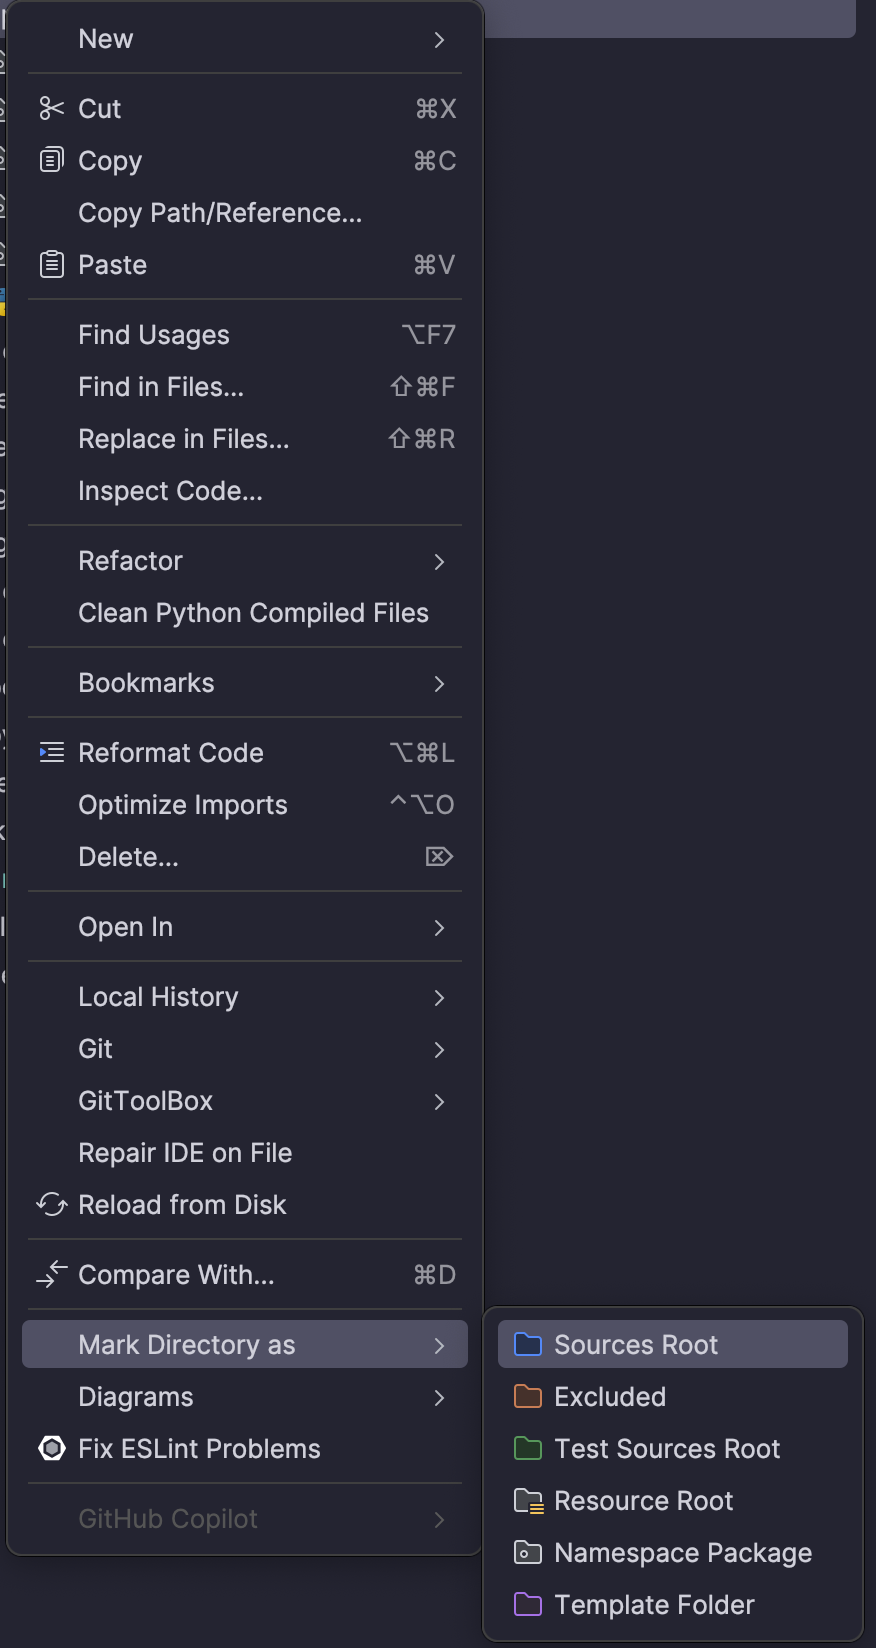 New
Cut ⌘X
Copy ⌘C
Copy Path/Reference...
Paste ⌘V
Find Usages ⌥F7
Find in Files... ⇧⌘F
Replace in Files... ⇧⌘R
Inspect Code...
Refactor
Clean Python Compiled Files
Bookmarks
Reformat Code ⌥⌘L
Optimize Imports ^⌥O
Delete... ⌦
Open In
Local History
Git
GitToolBox
Repair IDE on File
Reload from Disk
Compare With... ⌘D
Mark Directory as
Diagrams
Fix ESLint Problems
GitHub Copilot
Sources Root
Excluded
Test Sources Root
Resource Root
Namespace Package
Template Folder